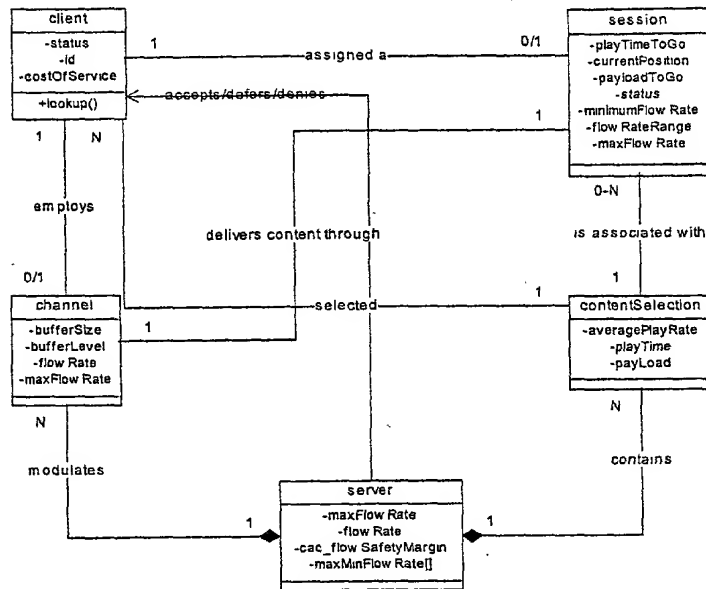 client
-status
-id
-costOfService
+lookup()
session
-playTimeToGo
-currentPosition
-payloadToGo
-status
-minimumFlow Rate
-flow RateRange
-maxFlow Rate
1
assigned a
0/1
accepts/defers/denies
1
N
1
0-N
employs
delivers content through
is associated with
0/1
1
channel
-bufferSize
-bufferLevel
-flow Rate
-maxFlow Rate
1
selected
1
contentSelection
-averagePlayRate
-playTime
-payLoad
N
N
modulates
contains
server
-maxFlow Rate
-flow Rate
-cac_flow SafetyMargin
-maxMinFlow Rate[]
1
1